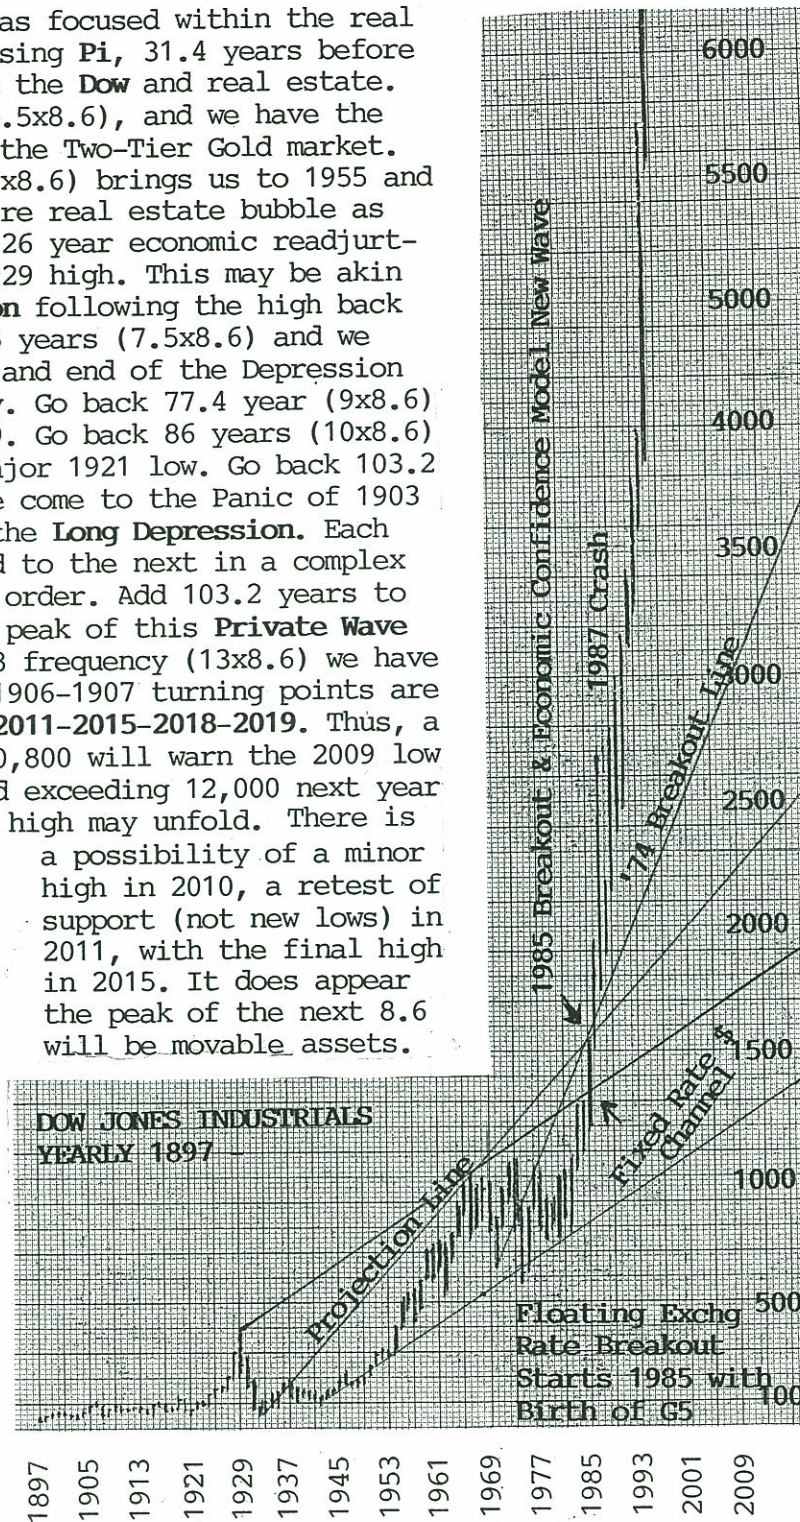 as focused within the real
sing Pi, 31.4 years before
the Dow and real estate.
.5x8.6), and we have the
the Two-Tier Gold market.
x8.6) brings us to 1955 and
re real estate bubble as
26 year economic readjurt-
29 high. This may be akin
on following the high back
years (7.5x8.6) and we
and end of the Depression
. Go back 77.4 year (9x8.6)
. Go back 86 years (10x8.6)
jor 1921 low. Go back 103.2
e come to the Panic of 1903
the Long Depression. Each
d to the next in a complex
order. Add 103.2 years to
peak of this Private Wave
8 frequency (13x8.6) we have
1906-1907 turning points are
2011-2015-2018-2019. Thus, a
0,800 will warn the 2009 low
d exceeding 12,000 next year
high may unfold. There is
a possibility of a minor
high in 2010, a retest of
support (not new lows) in
2011, with the final high
in 2015. It does appear
the peak of the next 8.6
will be movable assets.
1985 Breakout & Economic Confidence Model New Wave
1987 Crash
'74 Breakout Line
6000
5500
5000
4000
3500
3000
2500
2000
1500
1000
500
100
Fixed Rate $
Channel
DOW JONES INDUSTRIALS
YEARLY 1897 -
Projection Line
Floating Exchg
Rate Breakout
Starts 1985 with
Birth of G5
1897
1905
1913
1921
1929
1937
1945
1953
1961
1969
1977
1985
1993
2001
2009